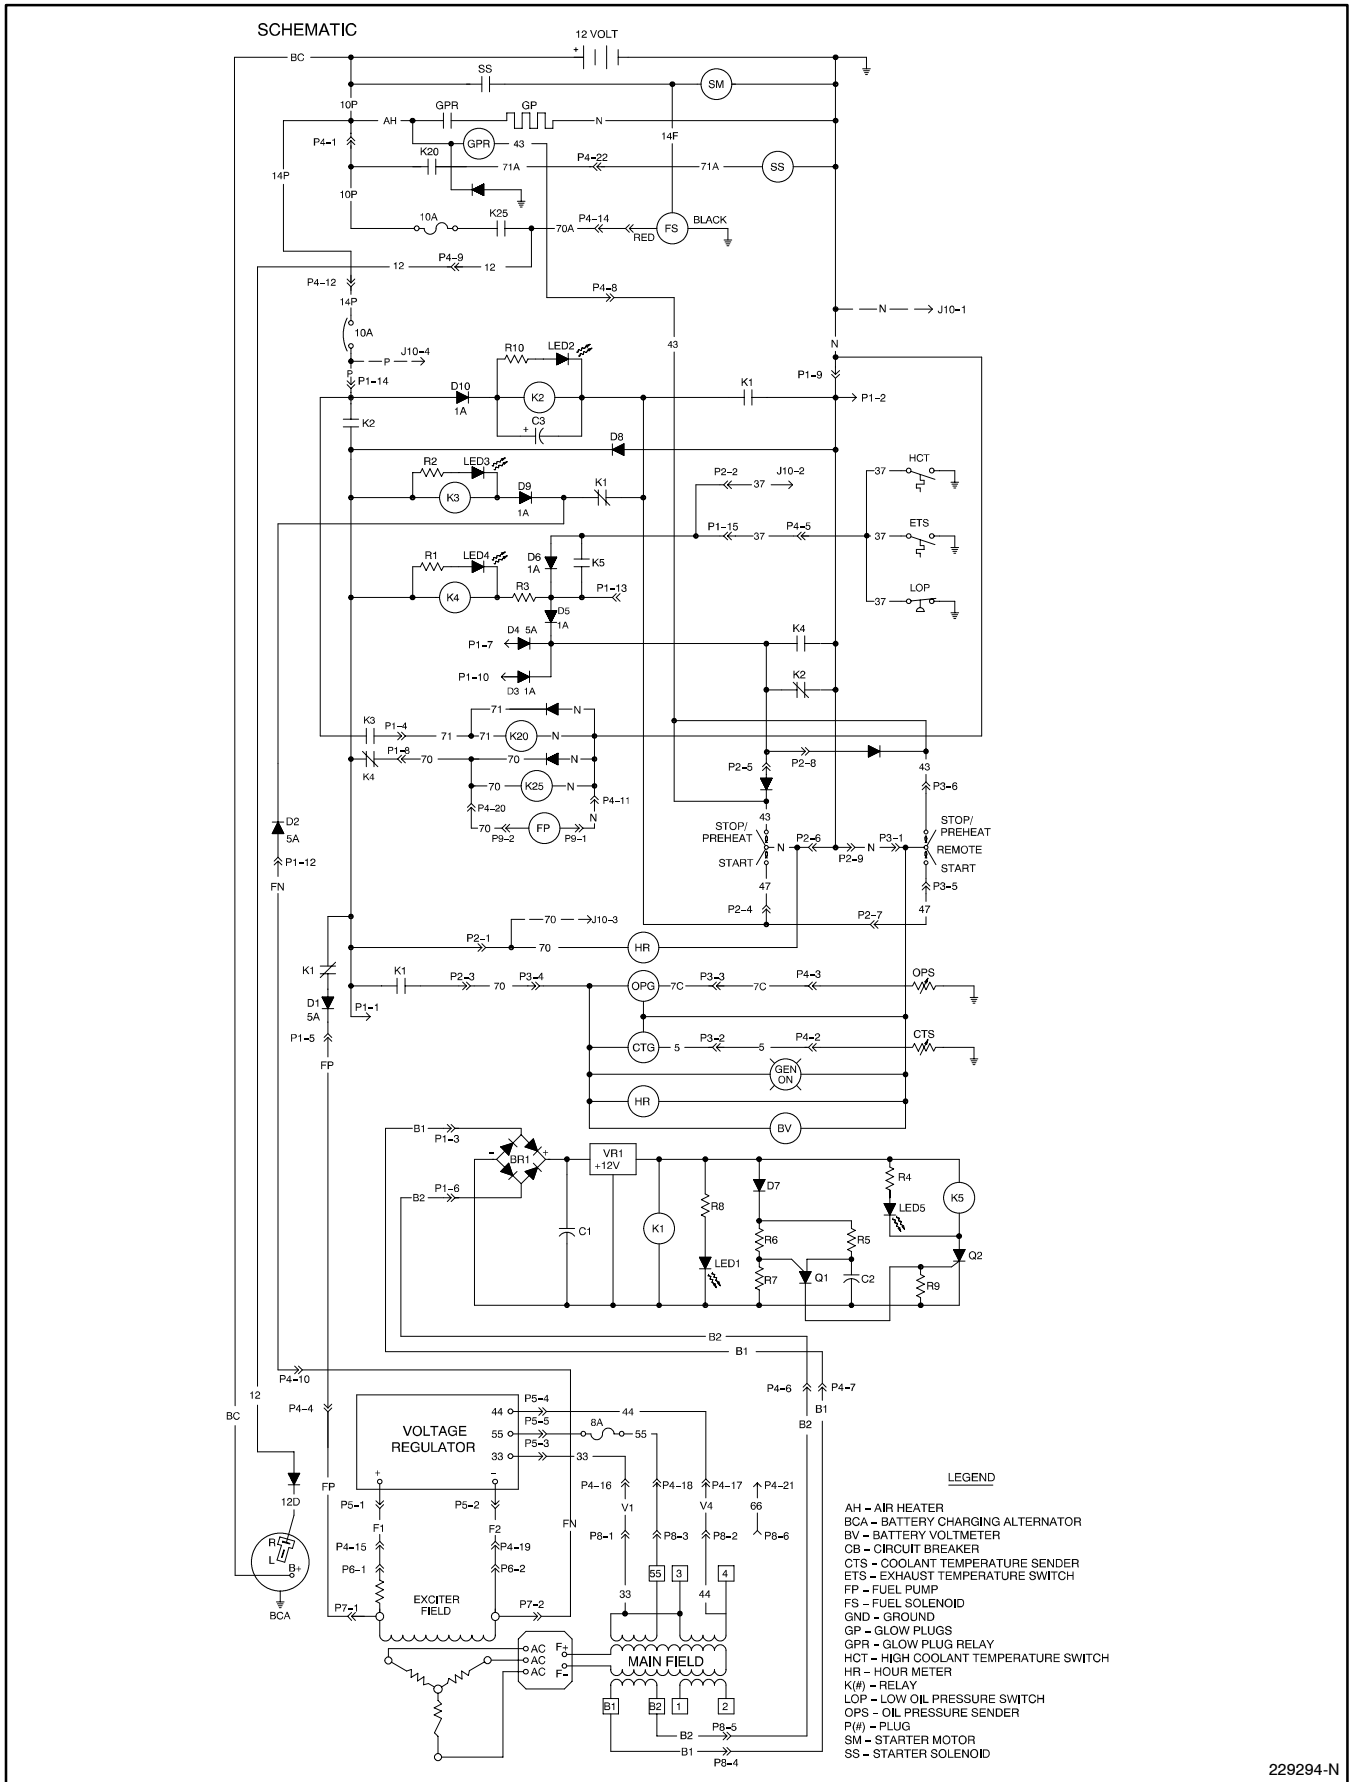 SCHEMATIC
12 VOLT
BC
+
SS
SM
10P
GPR
GP
AH
N
14F
P4-1
GPR
43
K20
P4-22
71A
71A
SS
14P
10P
10A
K25
P4-14
BLACK
70A
RED
FS
P4-9
12
12
P4-12
P4-8
14P
N
J10-1
10A
43
R10
LED2
N
J10-4
P
P
P1-14
P1-9
D10
K2
K1
P1-2
1A
C3
+
K2
D8
R2
LED3
HCT
P2-2
J10-2
37
37
D9
K1
K3
1A
ETS
P1-15
P4-5
37
37
R1
LED4
D6
1A
K5
R3
P1-13
LOP
K4
37
D5
1A
D4 5A
K4
P1-7
K2
P1-10
D3 1A
71
N
K3
P1-4
71
71
K20
N
P1-8
70
70
N
K4
P2-5
P2-8
43
70
K25
N
P3-6
P4-20
P4-11
43
N
D2
5A
70
FP
P9-2
P9-1
STOP/
PREHEAT
P2-6
P3-1
STOP/
PREHEAT
N
N
REMOTE
START
P2-9
START
P1-12
FN
47
P3-5
P2-4
P2-7
47
70
J10-3
P2-1
70
HR
K1
K1
P2-3
P3-4
P3-3
P4-3
OPS
70
OPG
7C
7C
D1
5A
P1-1
P1-5
CTS
P3-2
P4-2
CTG
5
5
FP
GEN
ON
HR
BV
B1
P1-3
-
BR1
+
VR1
+12V
R4
D7
P1-6
B2
R8
LED5
K5
C1
K1
R6
R5
Q2
LED1
R7
Q1
C2
R9
B2
B1
P4-10
P4-6
P4-7
12
P5-4
44
44
B1
BC
P4-4
P5-5
8A
B2
VOLTAGE
REGULATOR
55
55
P5-3
33
33
LEGEND
+
-
FP
P4-16
P4-18
P4-17
P4-21
12D
P5-1
P5-2
V1
V4
66
AH – AIR HEATER
BCA – BATTERY CHARGING ALTERNATOR
F1
F2
FN
P8-1
P8-3
P8-2
P8-6
BV – BATTERY VOLTMETER
R
CB – CIRCUIT BREAKER
P4-15
P4-19
L
CTS – COOLANT TEMPERATURE SENDER
B+
P6-1
P6-2
55
3
4
ETS – EXHAUST TEMPERATURE SWITCH
FP – FUEL PUMP
33
44
EXCITER
FIELD
FS – FUEL SOLENOID
BCA
P7-1
P7-2
GND – GROUND
GP – GLOW PLUGS
GPR – GLOW PLUG RELAY
AC
F+
AC
MAIN FIELD
HCT – HIGH COOLANT TEMPERATURE SWITCH
AC
F–
HR – HOUR METER
K(#) – RELAY
LOP – LOW OIL PRESSURE SWITCH
B1
B2
1
2
OPS – OIL PRESSURE SENDER
P(#) – PLUG
B2
P8-5
SM – STARTER MOTOR
B1
P8-4
SS – STARTER SOLENOID
229294-N